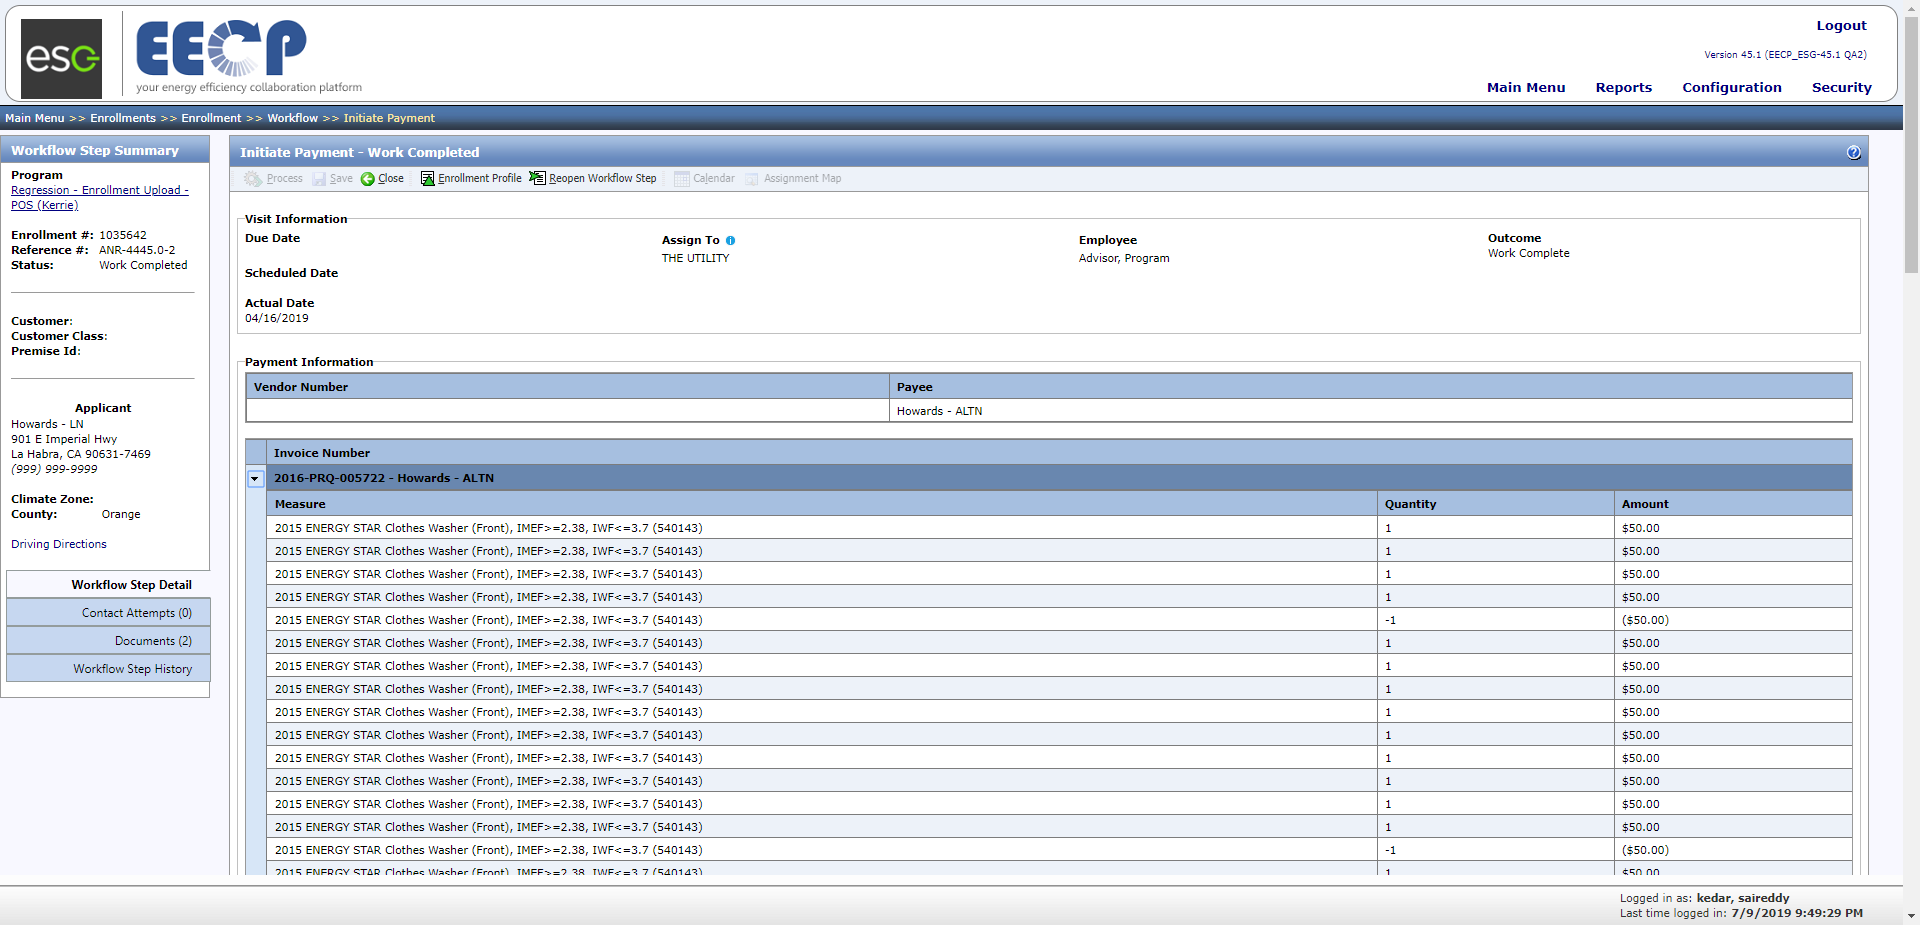 esg
EECP
your energy efficiency collaboration platform
Logout
Version 45.1 (EECP_ESG-45.1 QA2)
Main Menu Reports Configuration Security
Main Menu >> Enrollments >> Enrollment >> Workflow >> Initiate Payment
Workflow Step Summary
Program
Regression - Enrollment Upload -
POS (Kerrie)
Enrollment #: 1035642
Reference #: ANR-4445.0-2
Status: Work Completed
Customer:
Customer Class:
Premise Id:
Applicant
Howards - LN
901 E Imperial Hwy
La Habra, CA 90631-7469
(999) 999-9999
Climate Zone:
County: Orange
Driving Directions
Workflow Step Detail
Contact Attempts (0)
Documents (2)
Workflow Step History
Initiate Payment - Work Completed
?
Process Save Close Enrollment Profile Reopen Workflow Step Calendar Assignment Map
Visit Information
Due Date
Assign To
THE UTILITY
Employee
Advisor, Program
Outcome
Work Complete
Scheduled Date
Actual Date
04/16/2019
Payment Information
Vendor Number Payee
Howards - ALTN
Invoice Number
2016-PRQ-005722 - Howards - ALTN
Measure Quantity Amount
2015 ENERGY STAR Clothes Washer (Front), IMEF>=2.38, IWF<=3.7 (540143) 1 $50.00
2015 ENERGY STAR Clothes Washer (Front), IMEF>=2.38, IWF<=3.7 (540143) 1 $50.00
2015 ENERGY STAR Clothes Washer (Front), IMEF>=2.38, IWF<=3.7 (540143) 1 $50.00
2015 ENERGY STAR Clothes Washer (Front), IMEF>=2.38, IWF<=3.7 (540143) 1 $50.00
2015 ENERGY STAR Clothes Washer (Front), IMEF>=2.38, IWF<=3.7 (540143) -1 ($50.00)
2015 ENERGY STAR Clothes Washer (Front), IMEF>=2.38, IWF<=3.7 (540143) 1 $50.00
2015 ENERGY STAR Clothes Washer (Front), IMEF>=2.38, IWF<=3.7 (540143) 1 $50.00
2015 ENERGY STAR Clothes Washer (Front), IMEF>=2.38, IWF<=3.7 (540143) 1 $50.00
2015 ENERGY STAR Clothes Washer (Front), IMEF>=2.38, IWF<=3.7 (540143) 1 $50.00
2015 ENERGY STAR Clothes Washer (Front), IMEF>=2.38, IWF<=3.7 (540143) 1 $50.00
2015 ENERGY STAR Clothes Washer (Front), IMEF>=2.38, IWF<=3.7 (540143) 1 $50.00
2015 ENERGY STAR Clothes Washer (Front), IMEF>=2.38, IWF<=3.7 (540143) 1 $50.00
2015 ENERGY STAR Clothes Washer (Front), IMEF>=2.38, IWF<=3.7 (540143) 1 $50.00
2015 ENERGY STAR Clothes Washer (Front), IMEF>=2.38, IWF<=3.7 (540143) 1 $50.00
2015 ENERGY STAR Clothes Washer (Front), IMEF>=2.38, IWF<=3.7 (540143) -1 ($50.00)
2015 ENERGY STAR Clothes Washer (Front), IMEF>=2.38, IWF<=3.7 (540143) 1 $50.00
Logged in as: kedar, saireddy
Last time logged in: 7/9/2019 9:49:29 PM